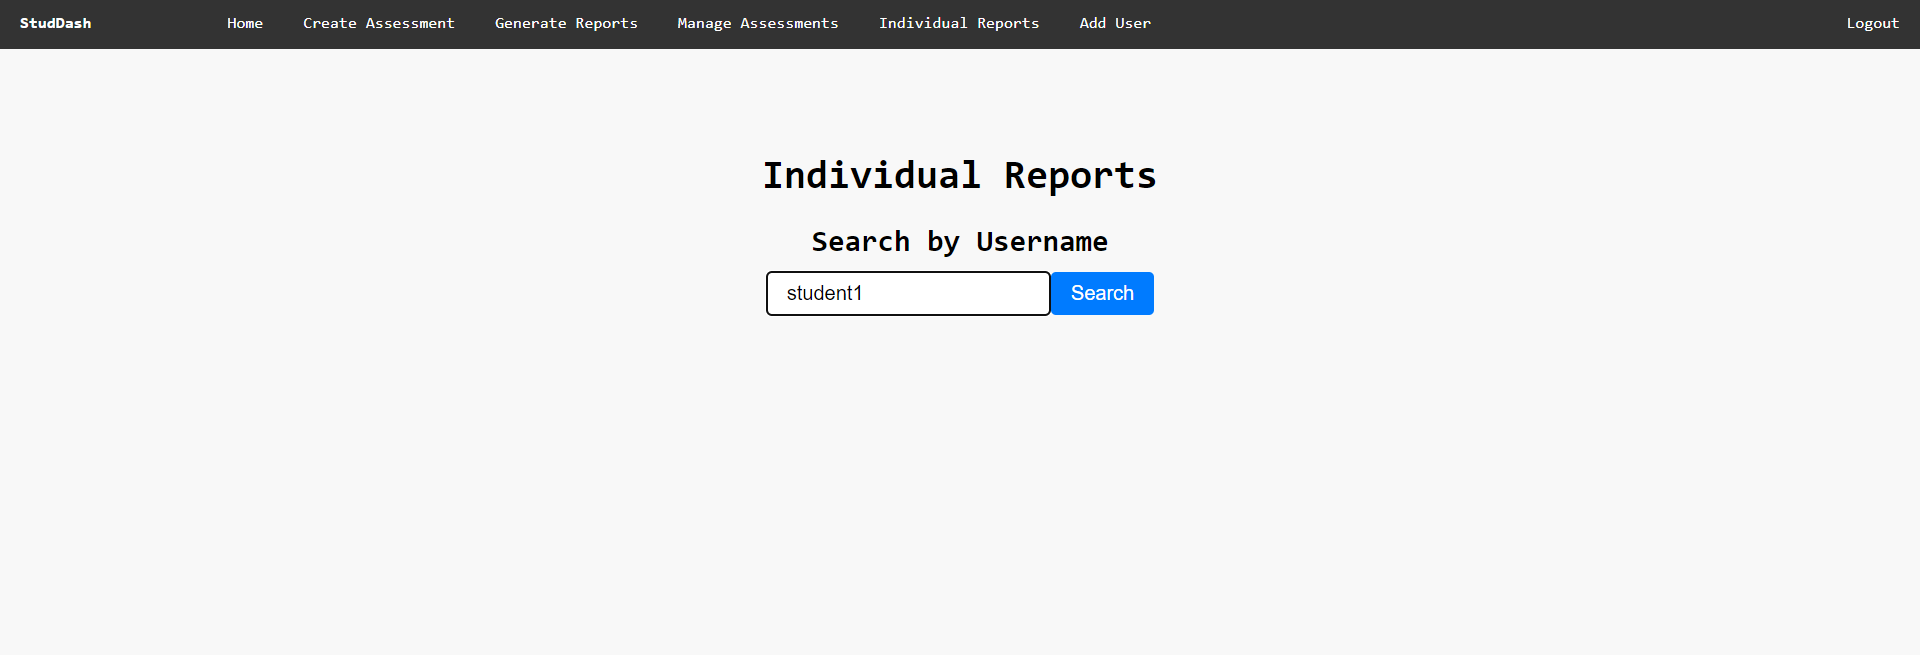 StudDash Home Create Assessment Generate Reports Manage Assessments Individual Reports Add User Logout
Individual Reports
Search by Username
student1 Search